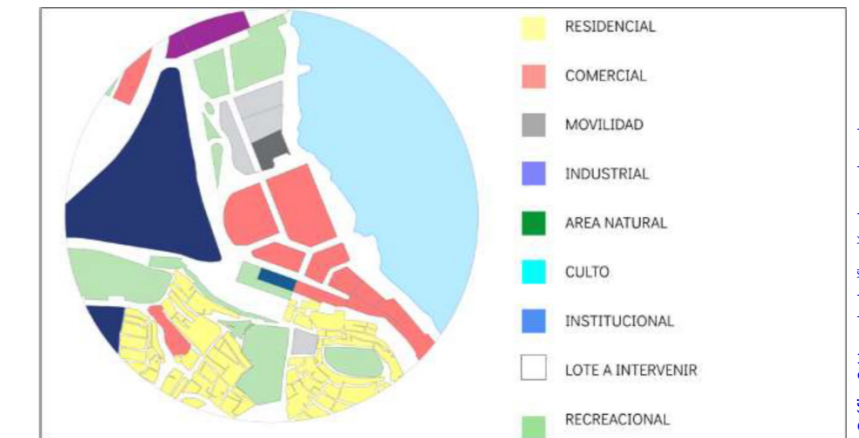 RESIDENCIAL
COMERCIAL
MOVILIDAD
INDUSTRIAL
AREA NATURAL
CULTO
INSTITUCIONAL
LOTE A INTERVENIR
RECREACIONAL